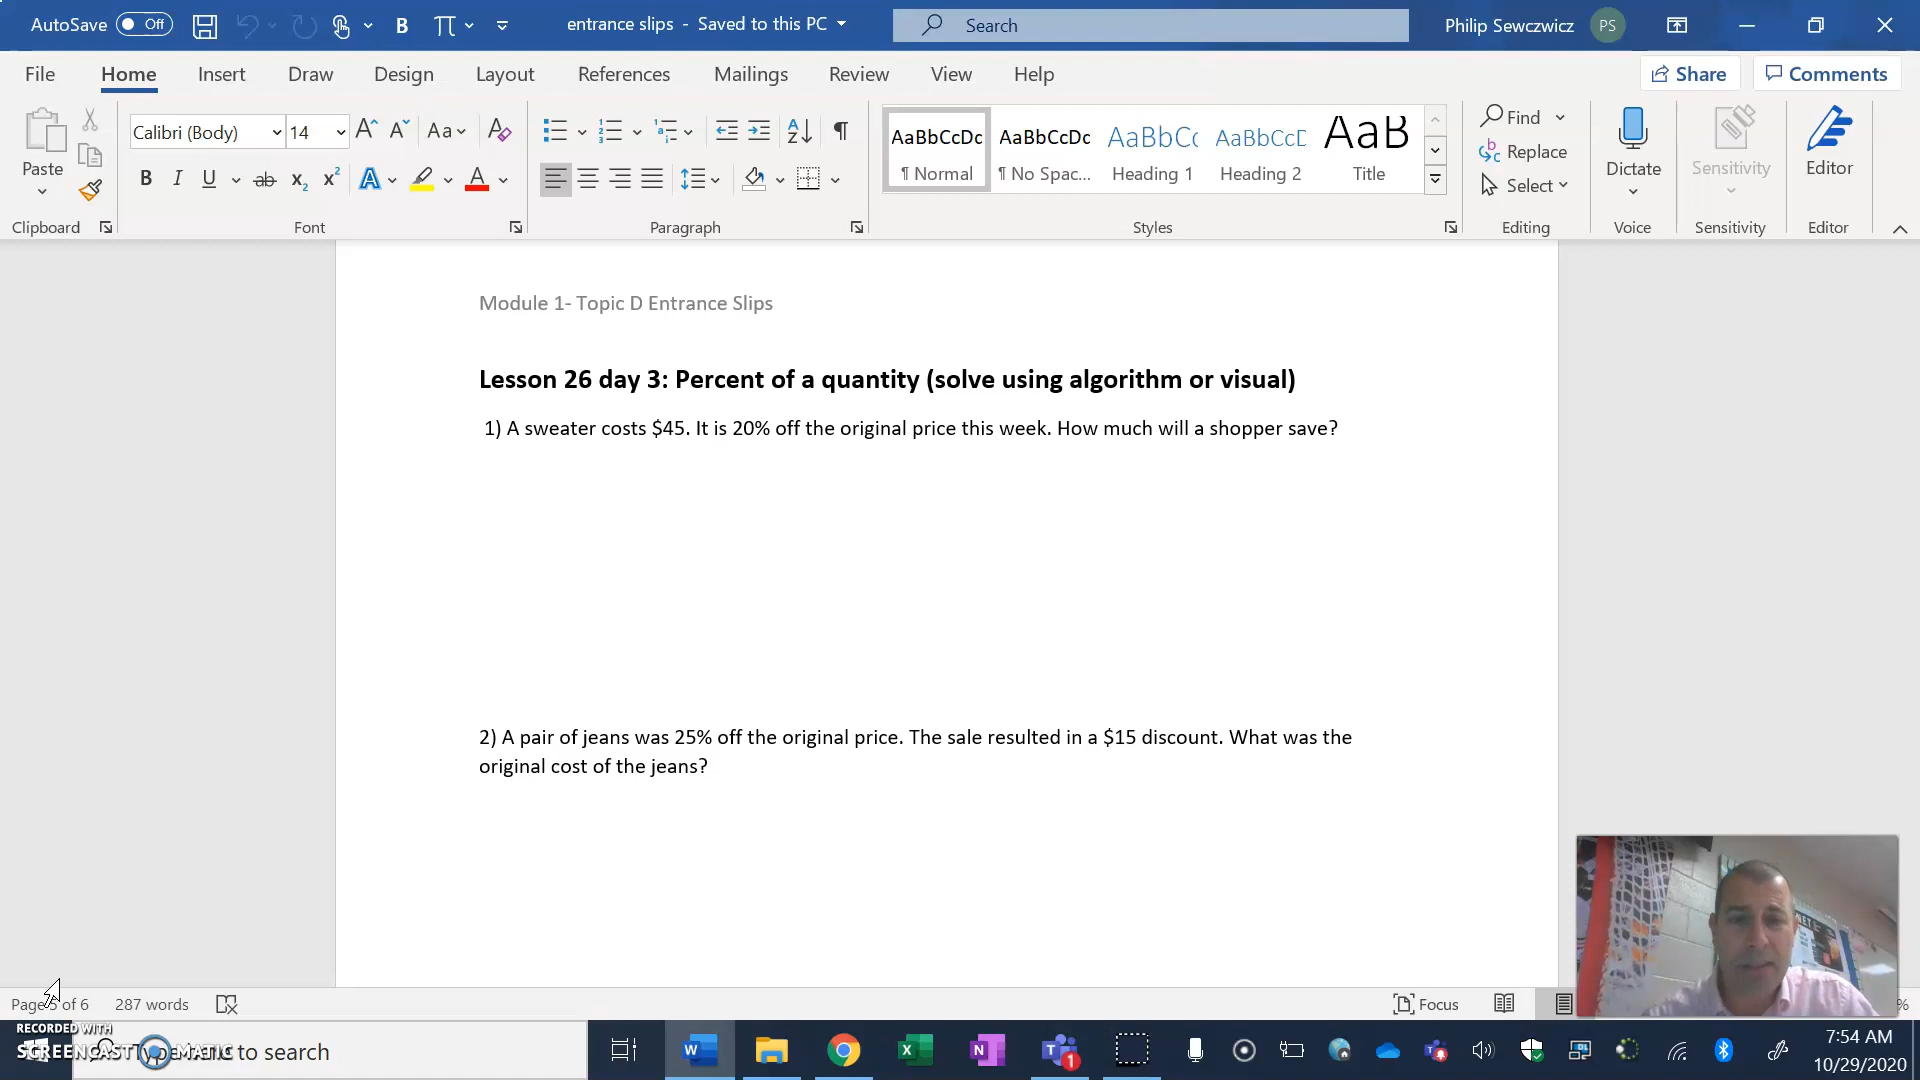 AutoSave Off B entrance slips - Saved to this PC Search Philip Sewczwicz PS
File Home Insert Draw Design Layout References Mailings Review View Help Share Comments
Paste Calibri (Body) 14 Aa AaBbCcDc AaBbCcDc AaBbCc AaBbCcD AaB Find Replace Select Dictate Sensitivity Editor
¶ Normal ¶ No Spac... Heading 1 Heading 2 Title
Clipboard Font Paragraph Styles Editing Voice Sensitivity Editor
Module 1- Topic D Entrance Slips
Lesson 26 day 3: Percent of a quantity (solve using algorithm or visual)
1) A sweater costs $45. It is 20% off the original price this week. How much will a shopper save?
2) A pair of jeans was 25% off the original price. The sale resulted in a $15 discount. What was the
original cost of the jeans?
Page 5 of 6 287 words Focus %
RECORDED WITH
SCREENCAST MATIC
to search
7:54 AM
10/29/2020